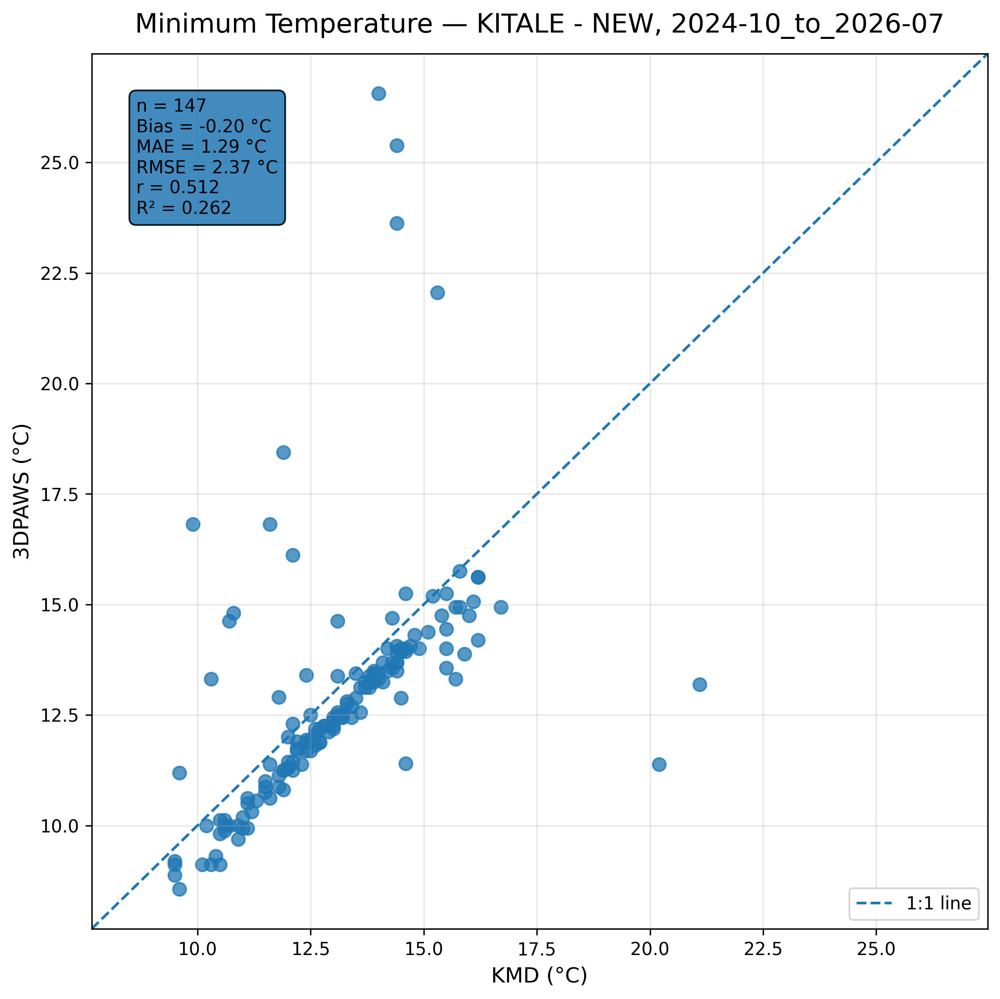 Minimum Temperature — KITALE - NEW, 2024-10_to_2026-07
n = 147
Bias = -0.20 °C
MAE = 1.29 °C
RMSE = 2.37 °C
r = 0.512
R² = 0.262
25.0
22.5
20.0
17.5
15.0
12.5
10.0
3DPAWS (°C)
1:1 line
10.0 12.5 15.0 17.5 20.0 22.5 25.0
KMD (°C)